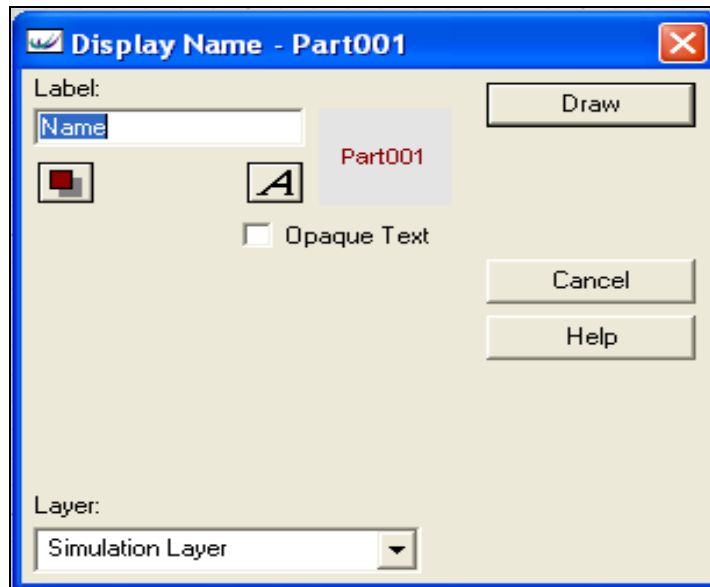 Display Name - Part001
Label:
Draw
Name
Part001
A
Opaque Text
Cancel
Help
Layer:
Simulation Layer